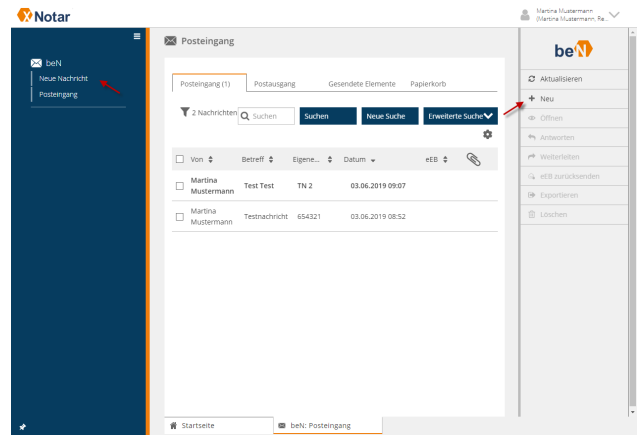 XNotar
Martina Mustermann
(Martina Mustermann, Re...
beN
Neue Nachricht
Posteingang
Posteingang
Posteingang (1) Postausgang Gesendete Elemente Papierkorb
2 Nachrichten Suchen Suchen Neue Suche Erweiterte Suche
Von Betreff Eigene... Datum eEB
Martina
Mustermann Test Test TN 2 03.06.2019 09:07
Martina
Mustermann Testnachricht 654321 03.06.2019 08:52
beN
Aktualisieren
Neu
Öffnen
Antworten
Weiterleiten
eEB zurücksenden
Exportieren
Löschen
Startseite beN: Posteingang